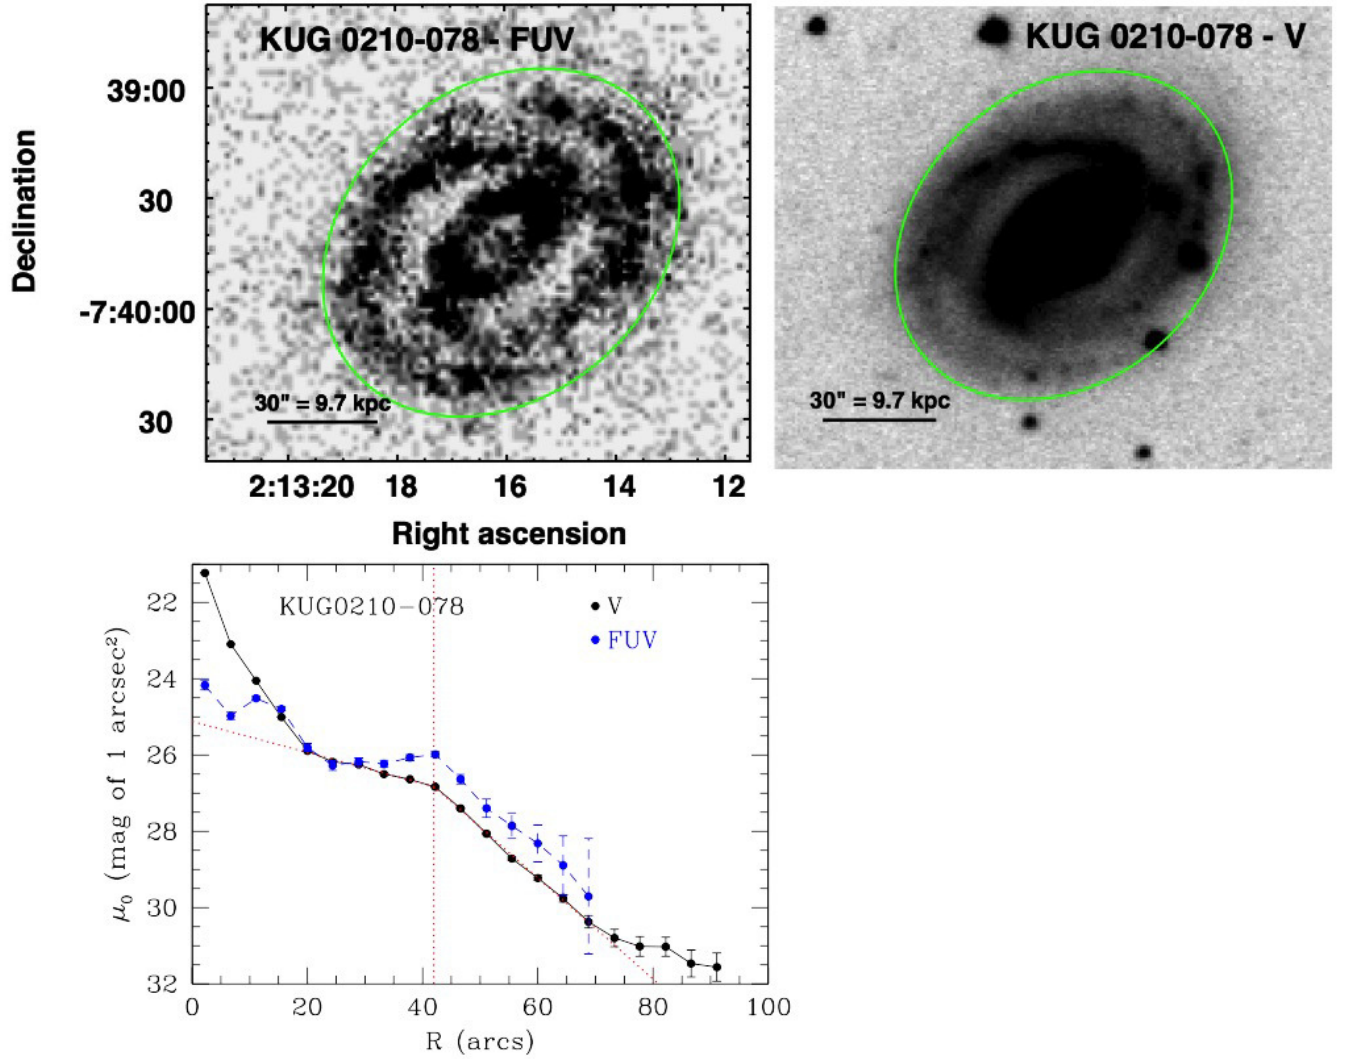 KUG 0210-078 - FUV
KUG 0210-078 - V
Declination
39:00
30
-7:40:00
30
30" = 9.7 kpc
30" = 9.7 kpc
2:13:20 18 16 14 12
Right ascension
KUG0210-078
V
FUV
μ₀ (mag of 1 arcsec²)
22
24
26
28
30
32
0 20 40 60 80 100
R (arcs)